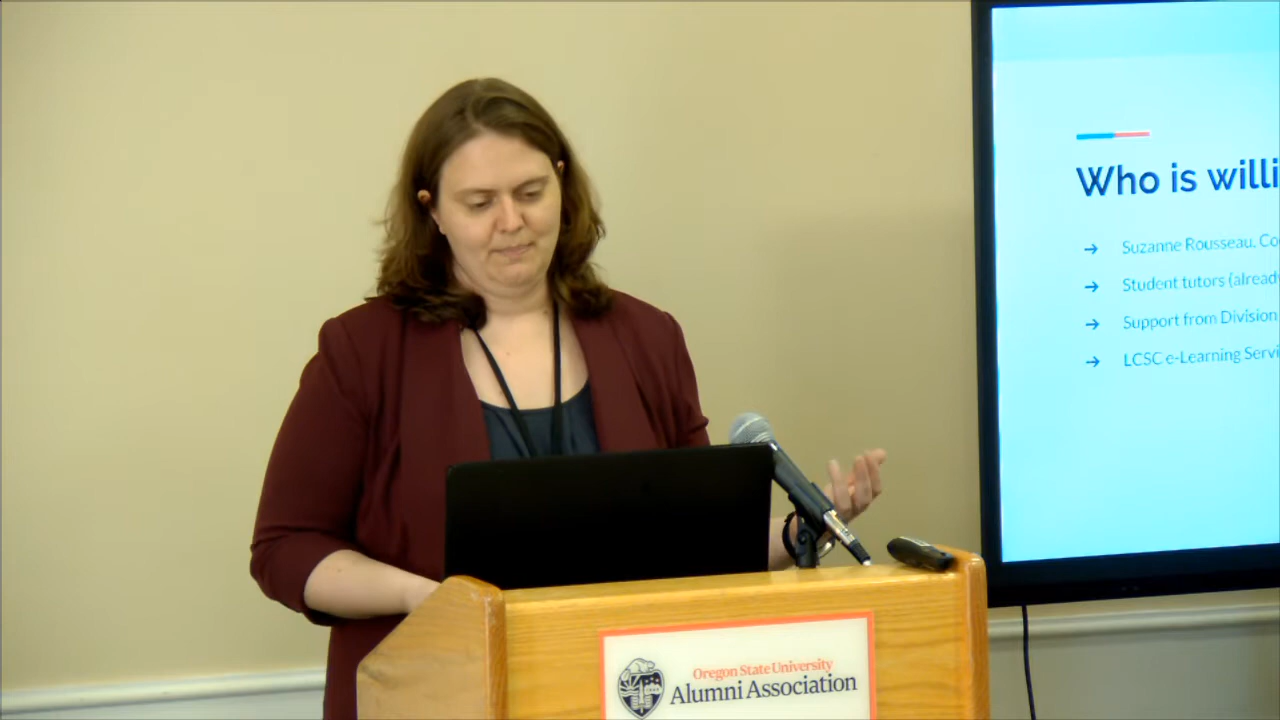 Who is willi
Suzanne Rousseau, Co
Student tutors (alread
Support from Division
LCSC e-Learning Servi
Oregon State University
Alumni Association